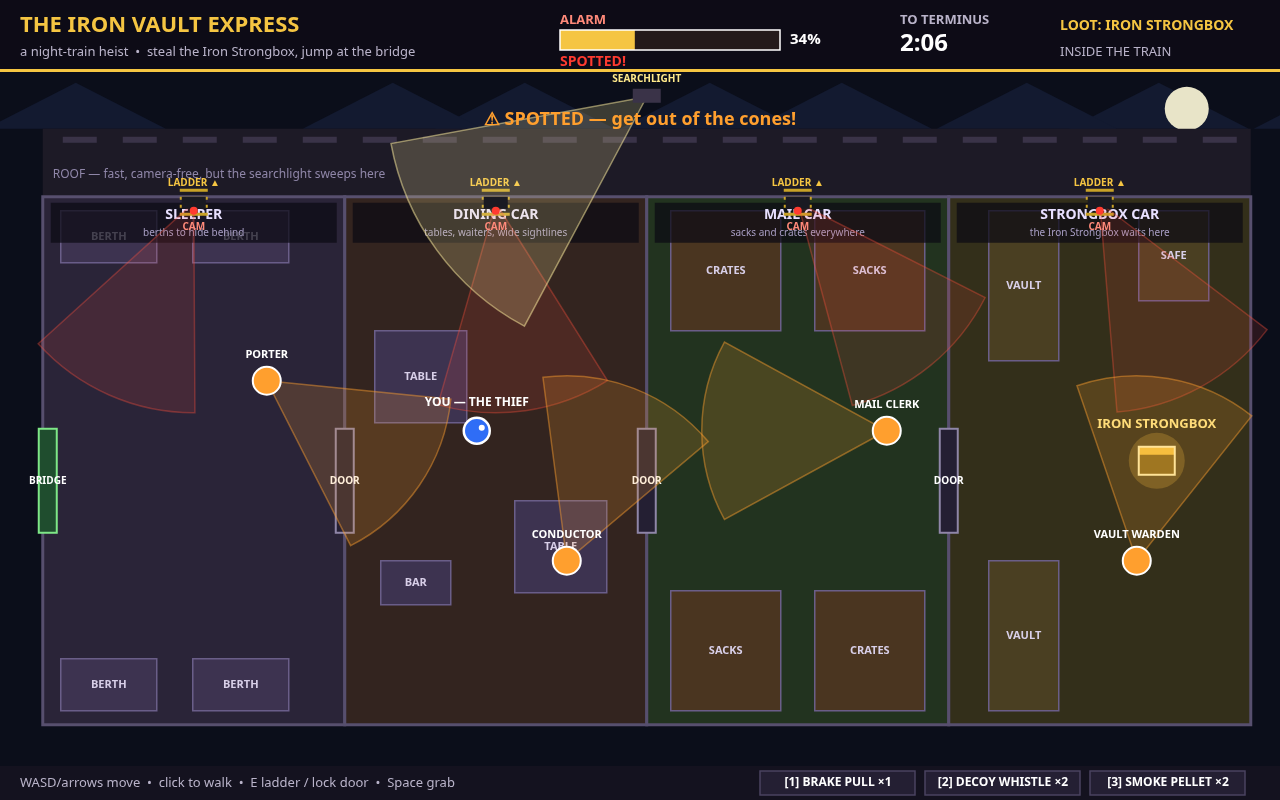 THE IRON VAULT EXPRESS
a night-train heist • steal the Iron Strongbox, jump at the bridge
ALARM
34%
SPOTTED!
TO TERMINUS
2:06
LOOT: IRON STRONGBOX
INSIDE THE TRAIN
SEARCHLIGHT
⚠ SPOTTED — get out of the cones!
ROOF — fast, camera-free, but the searchlight sweeps here
LADDER ▲
LADDER ▲
LADDER ▲
LADDER ▲
SLEEPER
DINING CAR
MAIL CAR
STRONGBOX CAR
CAM
CAM
CAM
CAM
berths to hide behind
tables, waiters, wide sightlines
sacks and crates everywhere
the Iron Strongbox waits here
BERTH
BERTH
CRATES
SACKS
VAULT
SAFE
PORTER
TABLE
YOU — THE THIEF
MAIL CLERK
IRON STRONGBOX
BRIDGE
DOOR
DOOR
DOOR
CONDUCTOR
TABLE
VAULT WARDEN
BAR
SACKS
CRATES
VAULT
BERTH
BERTH
WASD/arrows move • click to walk • E ladder / lock door • Space grab
[1] BRAKE PULL ×1
[2] DECOY WHISTLE ×2
[3] SMOKE PELLET ×2